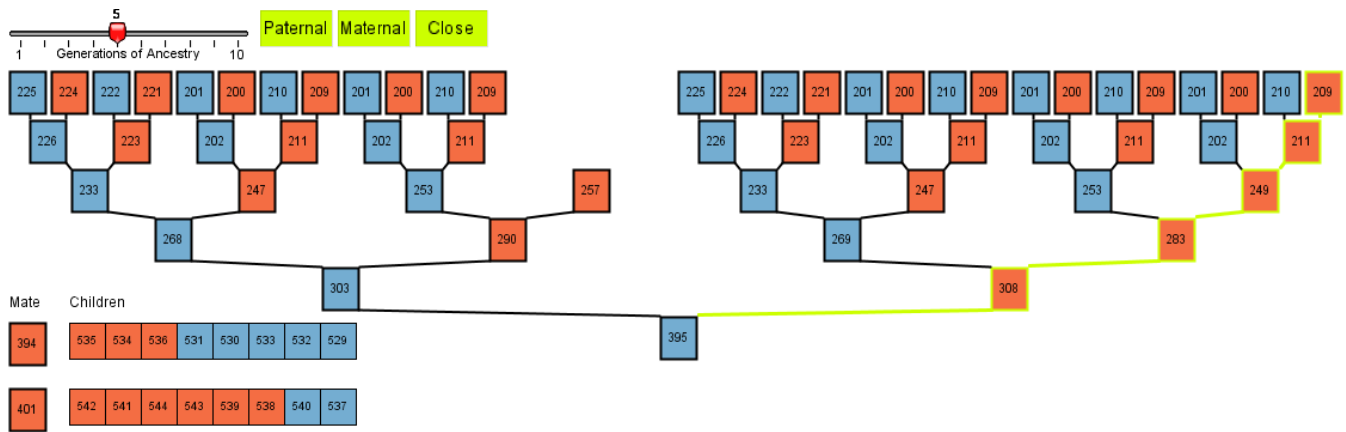 5
Paternal Maternal Close
1 Generations of Ancestry 10
225 224 222 221 201 200 210 209 201 200 210 209 225 224 222 221 201 200 210 209 201 200 210 209 201 200 210 209
226 223 202 211 202 211 226 223 202 211 202 211 202 211
233 247 253 257 233 247 253 249
268 290 269 283
303 308
Mate Children
395
394 535 534 536 531 530 533 532 529
401 542 541 544 543 539 538 540 537